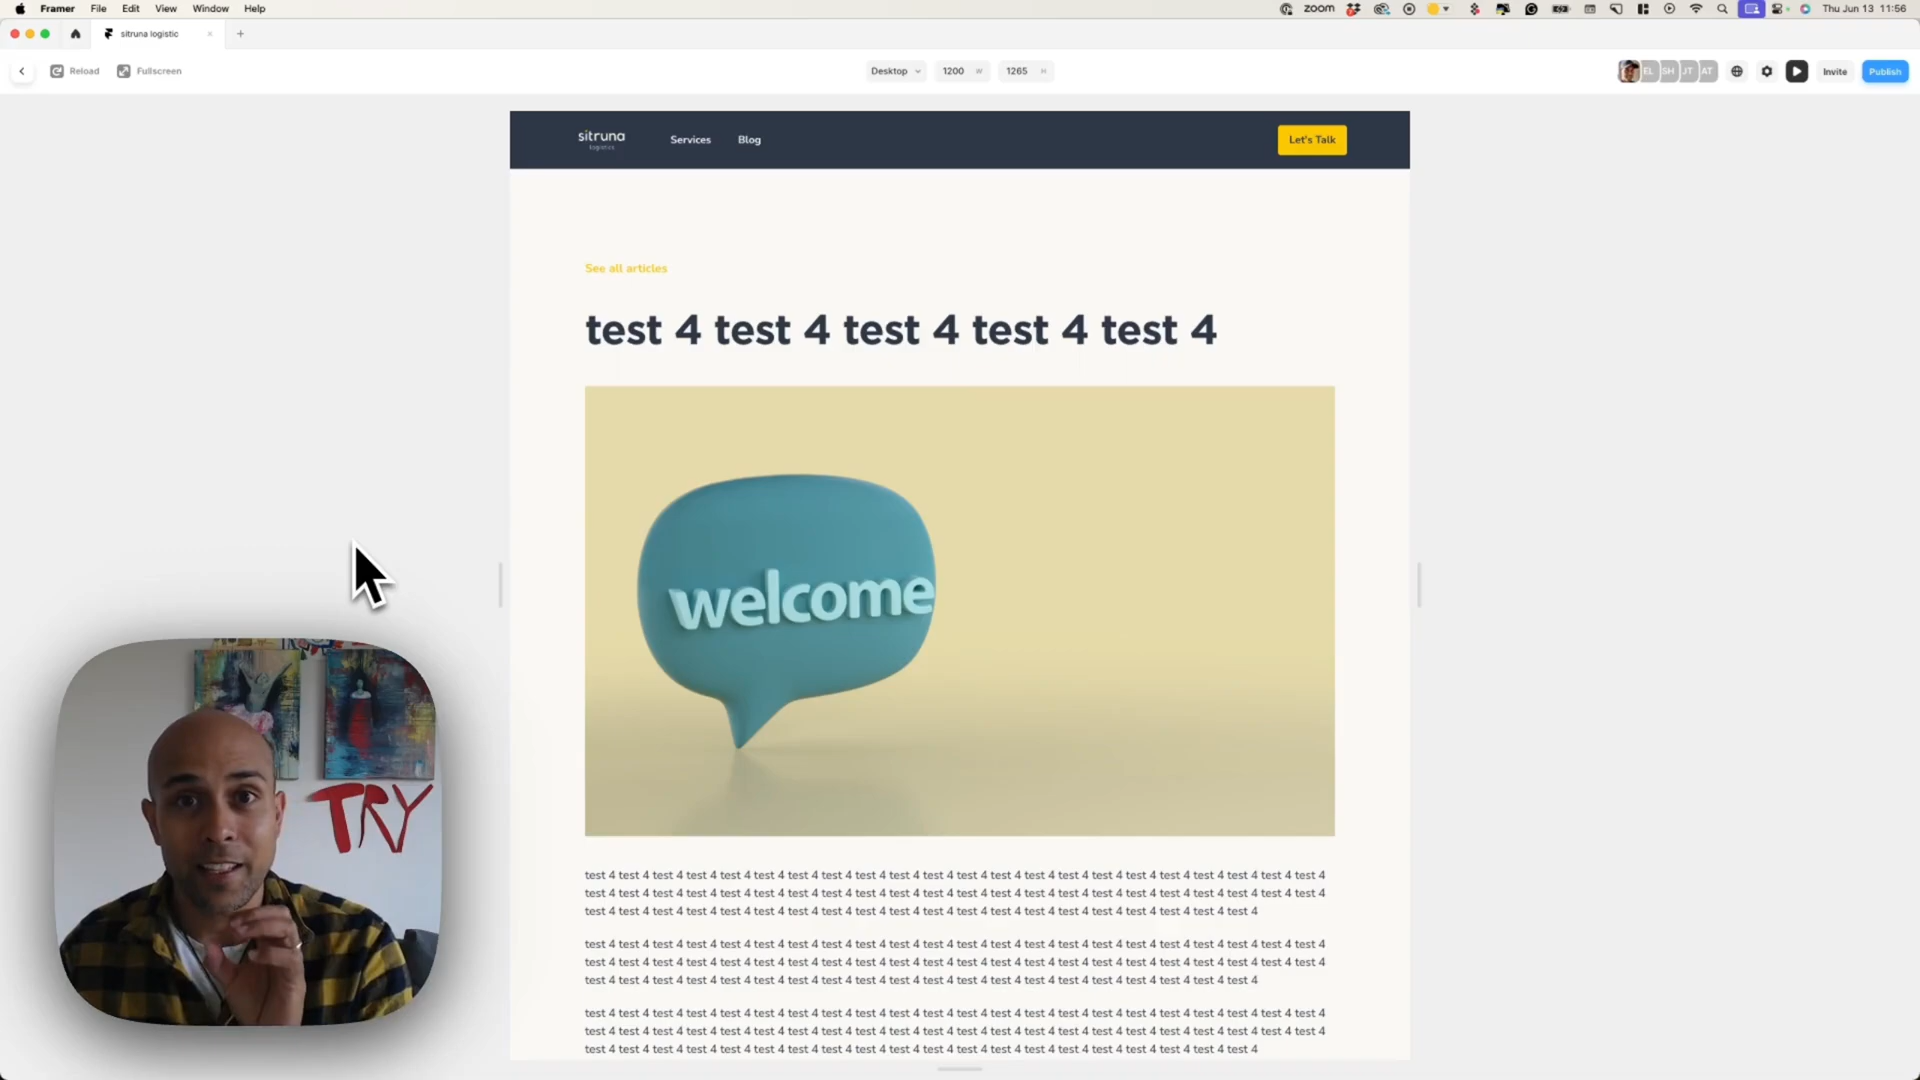 Framer File Edit View Window Help
zoom
Thu Jun 13 11:56
sitruna logistic
Reload Fullscreen
Desktop 1200 W 1265 H
EL SH JT AT
Invite Publish
sitruna
logistics
Services Blog
Let's Talk
See all articles
test 4 test 4 test 4 test 4 test 4
welcome
TRY
test 4 test 4 test 4 test 4 test 4 test 4 test 4 test 4 test 4 test 4 test 4 test 4 test 4 test 4 test 4 test 4 test 4 test 4 test 4 test 4 test 4 test 4
test 4 test 4 test 4 test 4 test 4 test 4 test 4 test 4 test 4 test 4 test 4 test 4 test 4 test 4 test 4 test 4 test 4 test 4 test 4 test 4 test 4 test 4
test 4 test 4 test 4 test 4 test 4 test 4 test 4 test 4 test 4 test 4 test 4 test 4 test 4 test 4 test 4 test 4 test 4 test 4 test 4 test 4
test 4 test 4 test 4 test 4 test 4 test 4 test 4 test 4 test 4 test 4 test 4 test 4 test 4 test 4 test 4 test 4 test 4 test 4 test 4 test 4 test 4 test 4
test 4 test 4 test 4 test 4 test 4 test 4 test 4 test 4 test 4 test 4 test 4 test 4 test 4 test 4 test 4 test 4 test 4 test 4 test 4 test 4 test 4 test 4
test 4 test 4 test 4 test 4 test 4 test 4 test 4 test 4 test 4 test 4 test 4 test 4 test 4 test 4 test 4 test 4 test 4 test 4 test 4 test 4
test 4 test 4 test 4 test 4 test 4 test 4 test 4 test 4 test 4 test 4 test 4 test 4 test 4 test 4 test 4 test 4 test 4 test 4 test 4 test 4 test 4 test 4
test 4 test 4 test 4 test 4 test 4 test 4 test 4 test 4 test 4 test 4 test 4 test 4 test 4 test 4 test 4 test 4 test 4 test 4 test 4 test 4 test 4 test 4
test 4 test 4 test 4 test 4 test 4 test 4 test 4 test 4 test 4 test 4 test 4 test 4 test 4 test 4 test 4 test 4 test 4 test 4 test 4 test 4